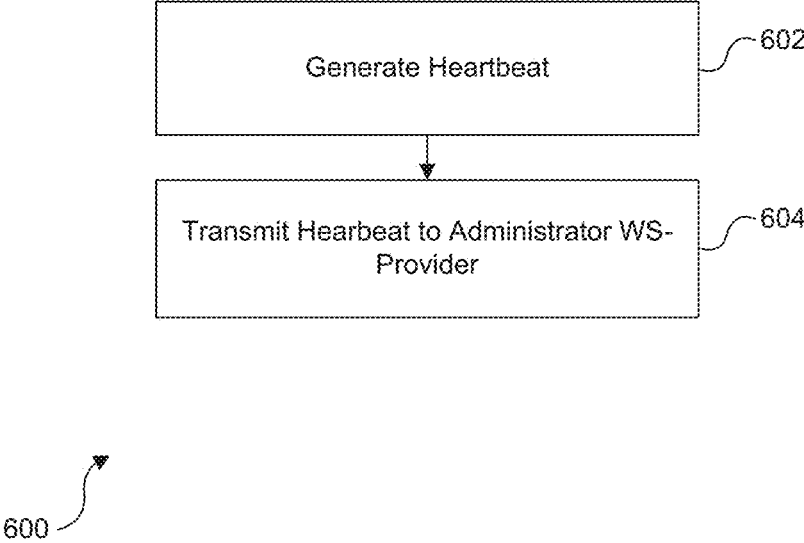 Generate Heartbeat
602
Transmit Hearbeat to Administrator WS-
Provider
604
600